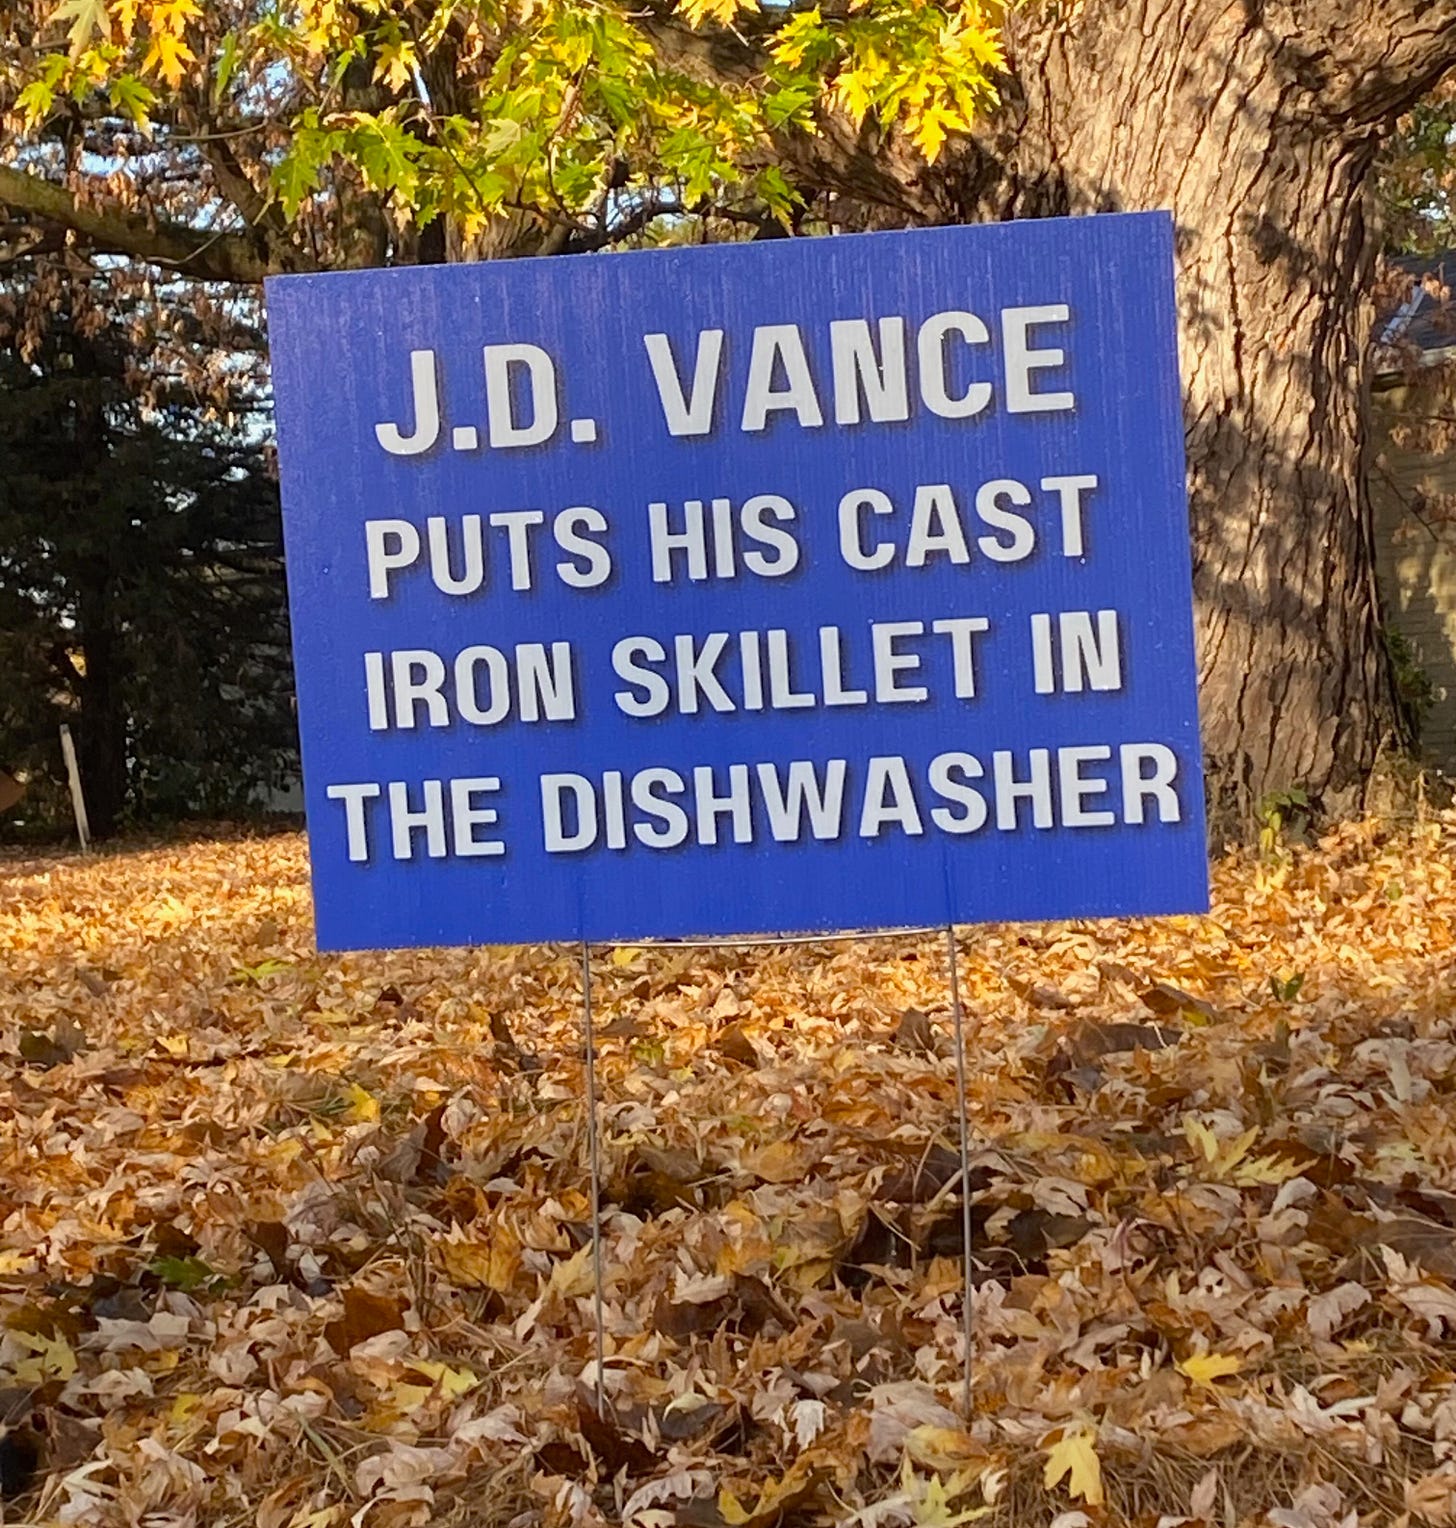 J.D. VANCE
PUTS HIS CAST
IRON SKILLET IN
THE DISHWASHER